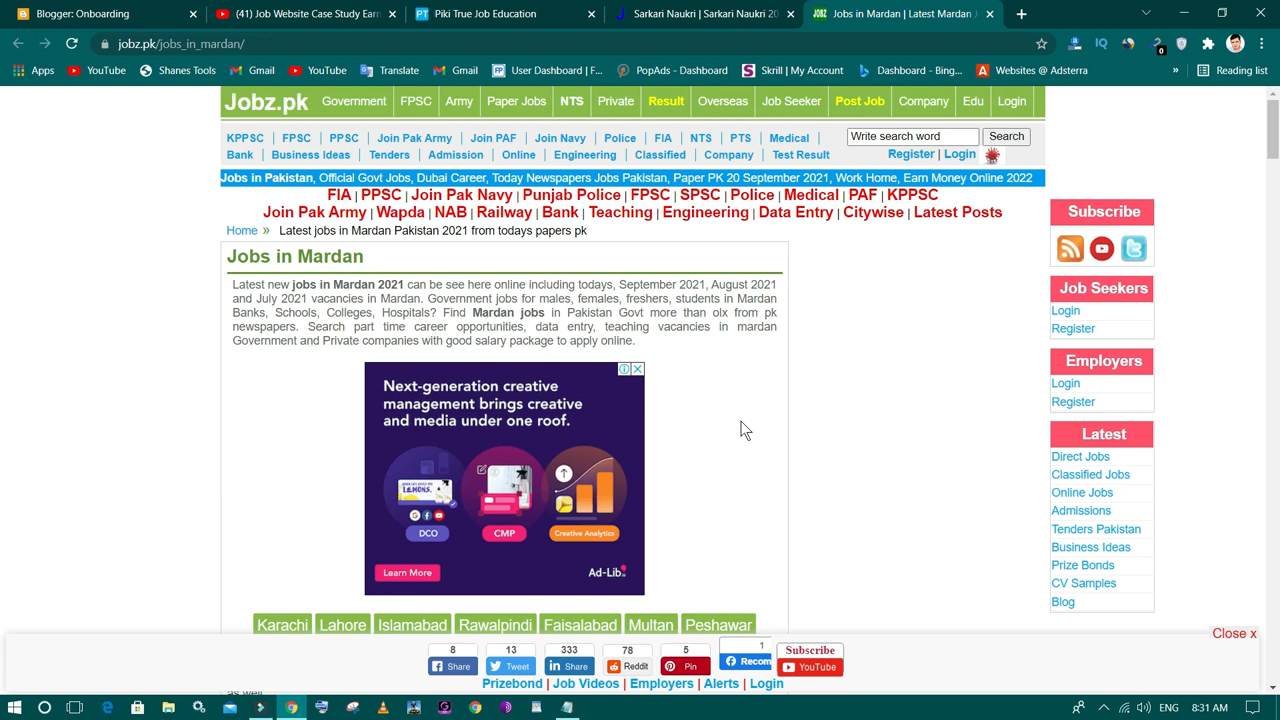 Blogger: Onboarding
(41) Job Website Case Study Earn
Piki True Job Education
Sarkari Naukri | Sarkari Naukri 20
Jobs in Mardan | Latest Mardan J
jobz.pk/jobs_in_mardan/
Apps
YouTube
Shanes Tools
Gmail
YouTube
Translate
Gmail
User Dashboard | F...
PopAds - Dashboard
Skrill | My Account
Dashboard - Bing...
Websites @ Adsterra
»
Reading list
Jobz.pk Government FPSC Army Paper Jobs NTS Private Result Overseas Job Seeker Post Job Company Edu Login
KPPSC | FPSC | PPSC | Join Pak Army | Join PAF | Join Navy | Police | FIA | NTS | PTS | Medical |
Write search word Search
Bank | Business Ideas | Tenders | Admission | Online | Engineering | Classified | Company | Test Result
Register | Login
Jobs in Pakistan, Official Govt Jobs, Dubai Career, Today Newspapers Jobs Pakistan, Paper PK 20 September 2021, Work Home, Earn Money Online 2022
FIA | PPSC | Join Pak Navy | Punjab Police | FPSC | SPSC | Police | Medical | PAF | KPPSC
Join Pak Army | Wapda | NAB | Railway | Bank | Teaching | Engineering | Data Entry | Citywise | Latest Posts
Home » Latest jobs in Mardan Pakistan 2021 from todays papers pk
Jobs in Mardan
Latest new jobs in Mardan 2021 can be see here online including todays, September 2021, August 2021
and July 2021 vacancies in Mardan. Government jobs for males, females, freshers, students in Mardan
Banks, Schools, Colleges, Hospitals? Find Mardan jobs in Pakistan Govt more than olx from pk
newspapers. Search part time career opportunities, data entry, teaching vacancies in mardan
Government and Private companies with good salary package to apply online.
Next-generation creative
management brings creative
and media under one roof.
DCO
CMP
Creative Analytics
Learn More
Ad-Lib
Karachi Lahore Islamabad Rawalpindi Faisalabad Multan Peshawar
Subscribe
Job Seekers
Login
Register
Employers
Login
Register
Latest
Direct Jobs
Classified Jobs
Online Jobs
Admissions
Tenders Pakistan
Business Ideas
Prize Bonds
CV Samples
Blog
Close x
8 13 333 78 5 1 Subscribe
Share Tweet Share Reddit Pin Recom YouTube
Prizebond | Job Videos | Employers | Alerts | Login
as well
ENG 8:31 AM